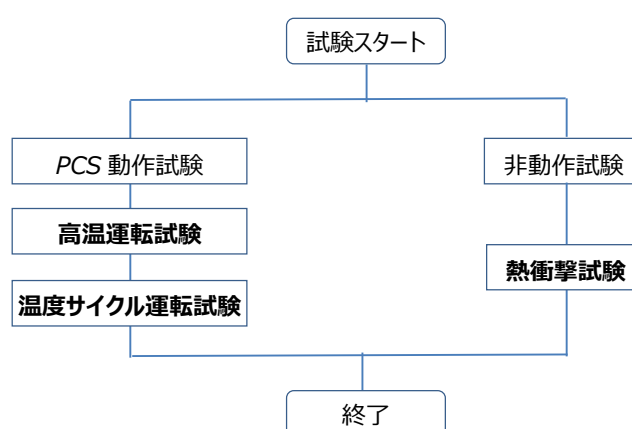 試験スタート
PCS 動作試験
非動作試験
高温運転試験
熱衝撃試験
温度サイクル運転試験
終了